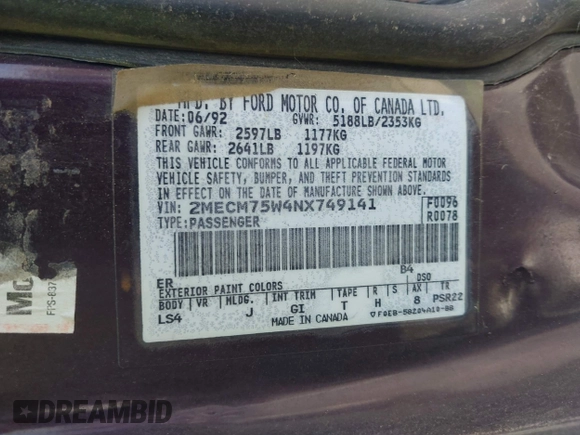 MFD. BY FORD MOTOR CO. OF CANADA LTD.
DATE: 06/92 GVWR: 5188LB/2353KG
FRONT GAWR: 2597LB 1177KG
REAR GAWR: 2641LB 1197KG
THIS VEHICLE CONFORMS TO ALL APPLICABLE FEDERAL MOTOR
VEHICLE SAFETY, BUMPER, AND THEFT PREVENTION STANDARDS
IN EFFECT ON THE DATE OF MANUFACTURE SHOWN ABOVE.
VIN: 2MECM75W4NX749141 F0096
TYPE: PASSENGER R0078
B4
ER DSO
EXTERIOR PAINT COLORS
BODY VR MLDG. INT TRIM TAPE R S AX TR
LS4 J GI T H 8 PSR22
MADE IN CANADA
Mo
FPS-837
DREAMBID